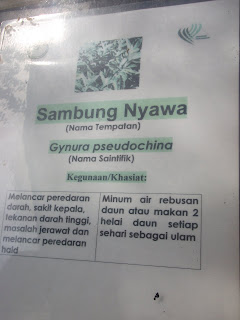 Sambung Nyawa
(Nama Tempatan)
Gynura pseudochina
(Nama Saintifik)
Kegunaan/Khasiat:
Melancar peredaran
darah, sakit kepala,
tekanan darah tinggi,
masalah jerawat dan
melancar peredaran
haid
Minum air rebusan
daun atau makan 2
helai daun setiap
sehari sebagai ulam